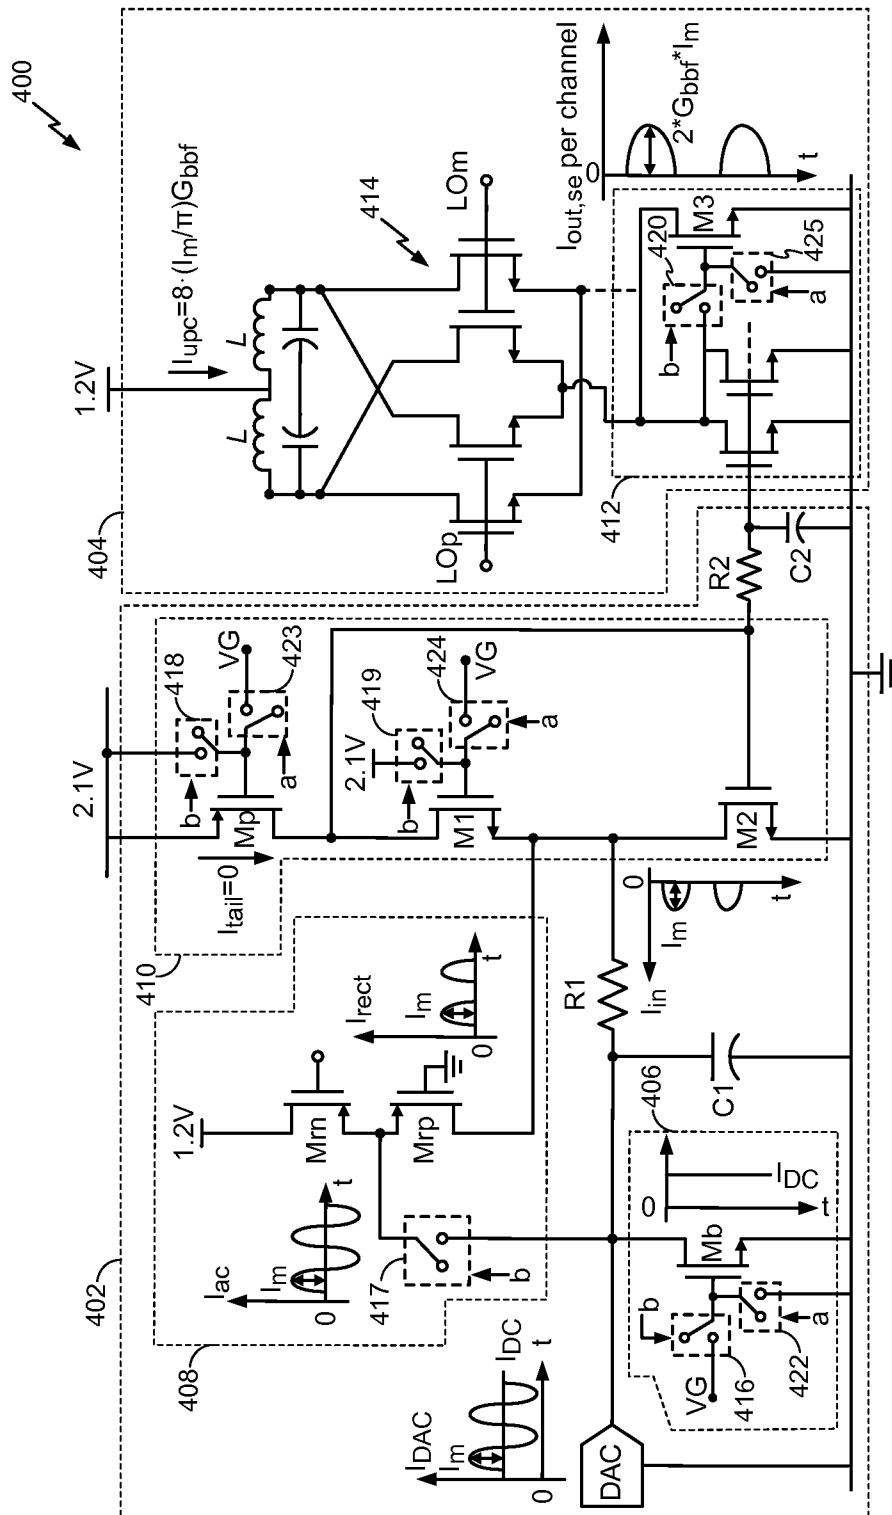 400
404
1.2V
I_upc=8·(I_m/π)G_bbf
L
L
414
LOp
LOm
I_out,se per channel
0
2*G_bbf*I_m
t
412
b
420
M3
425
a
R2
C2
402
410
2.1V
418
b
Mp
VG
423
a
I_tail=0
2.1V
419
b
M1
VG
424
a
M2
408
1.2V
Mrn
Mrp
I_rect
I_m
0
t
I_ac
I_m
0
t
417
b
R1
I_in
0
I_m
t
C1
406
0
I_DC
t
Mb
b
VG
416
422
a
I_DAC
I_m
I_DC
0
t
DAC